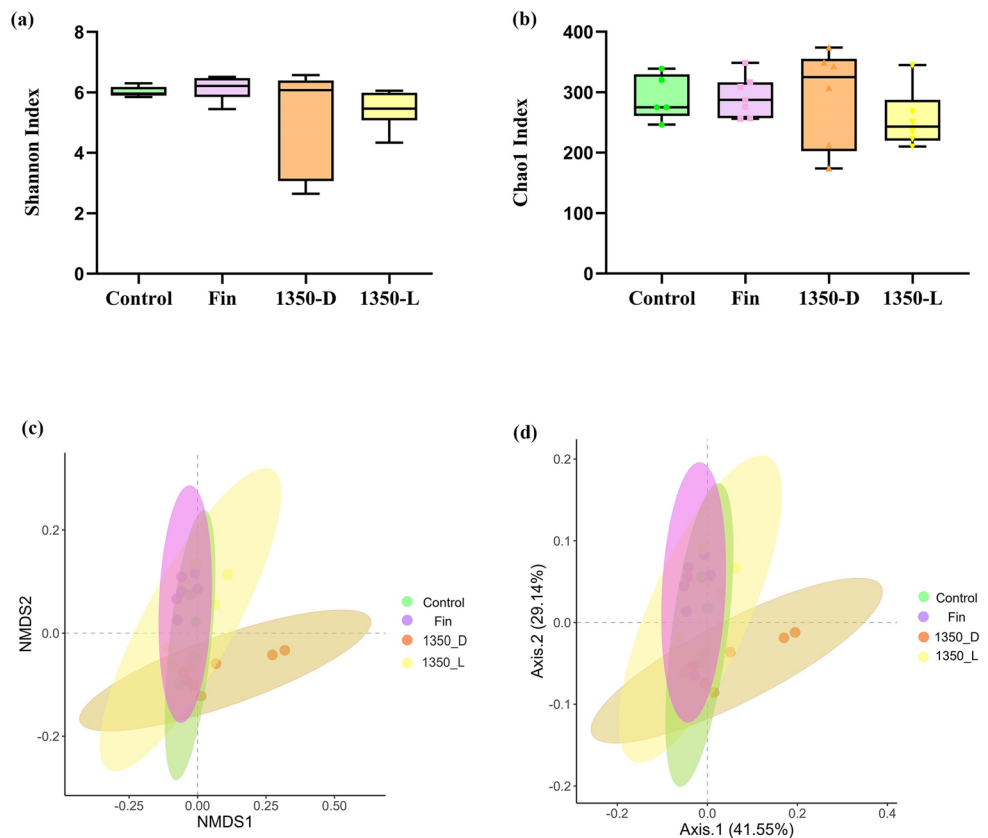 (a)
Shannon Index
8
6
4
2
0
Control Fin 1350-D 1350-L
(b)
Chao1 Index
400
300
200
100
0
Control Fin 1350-D 1350-L
(c)
NMDS2
0.2
0.0
-0.2
-0.25 0.00 0.25 0.50
NMDS1
Control
Fin
1350_D
1350_L
(d)
Axis.2 (29.14%)
0.2
0.1
0.0
-0.1
-0.2
-0.2 0.0 0.2 0.4
Axis.1 (41.55%)
Control
Fin
1350_D
1350_L